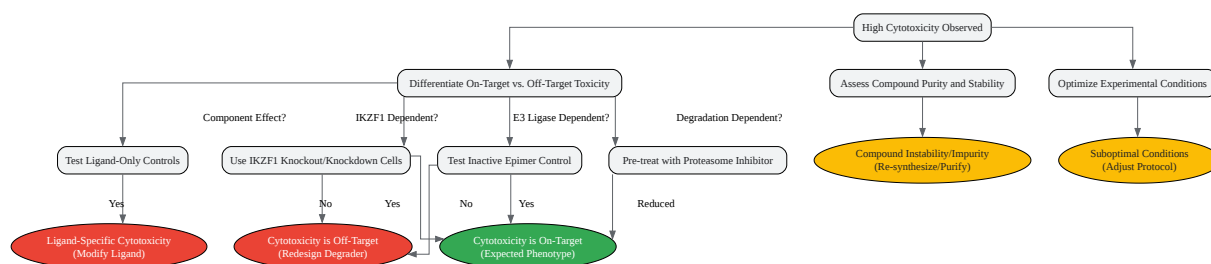 High Cytotoxicity Observed
Differentiate On-Target vs. Off-Target Toxicity
Assess Compound Purity and Stability
Optimize Experimental Conditions
Component Effect?
IKZF1 Dependent?
E3 Ligase Dependent?
Degradation Dependent?
Test Ligand-Only Controls
Use IKZF1 Knockout/Knockdown Cells
Test Inactive Epimer Control
Pre-treat with Proteasome Inhibitor
Compound Instability/Impurity
(Re-synthesize/Purify)
Suboptimal Conditions
(Adjust Protocol)
Yes
No
Yes
No
Yes
Reduced
Ligand-Specific Cytotoxicity
(Modify Ligand)
Cytotoxicity is Off-Target
(Redesign Degrader)
Cytotoxicity is On-Target
(Expected Phenotype)